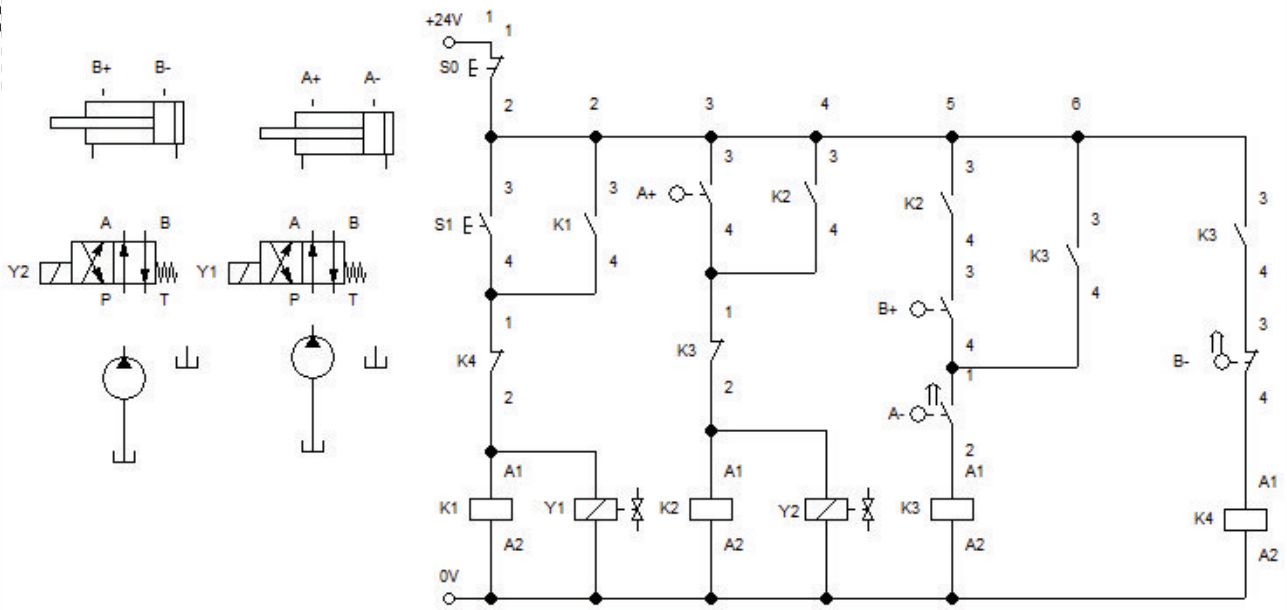 +24V 1
1
S0
B+ B-
A+ A-
2 2 3 4 5 6
3 3 3 3
A+ K2 K2 3
S1 3 K1 3 K3
A B A B
4 4 4 4 4 3 K3 4
Y2 Y1
P T P T
B+ 4 3
1 1 4 B-
K4 K3 1 4
2 2 A-
2
A1 A1 A1 A1
K1 Y1 K2 Y2 K3 K4
A2 A2 A2 A2
0V